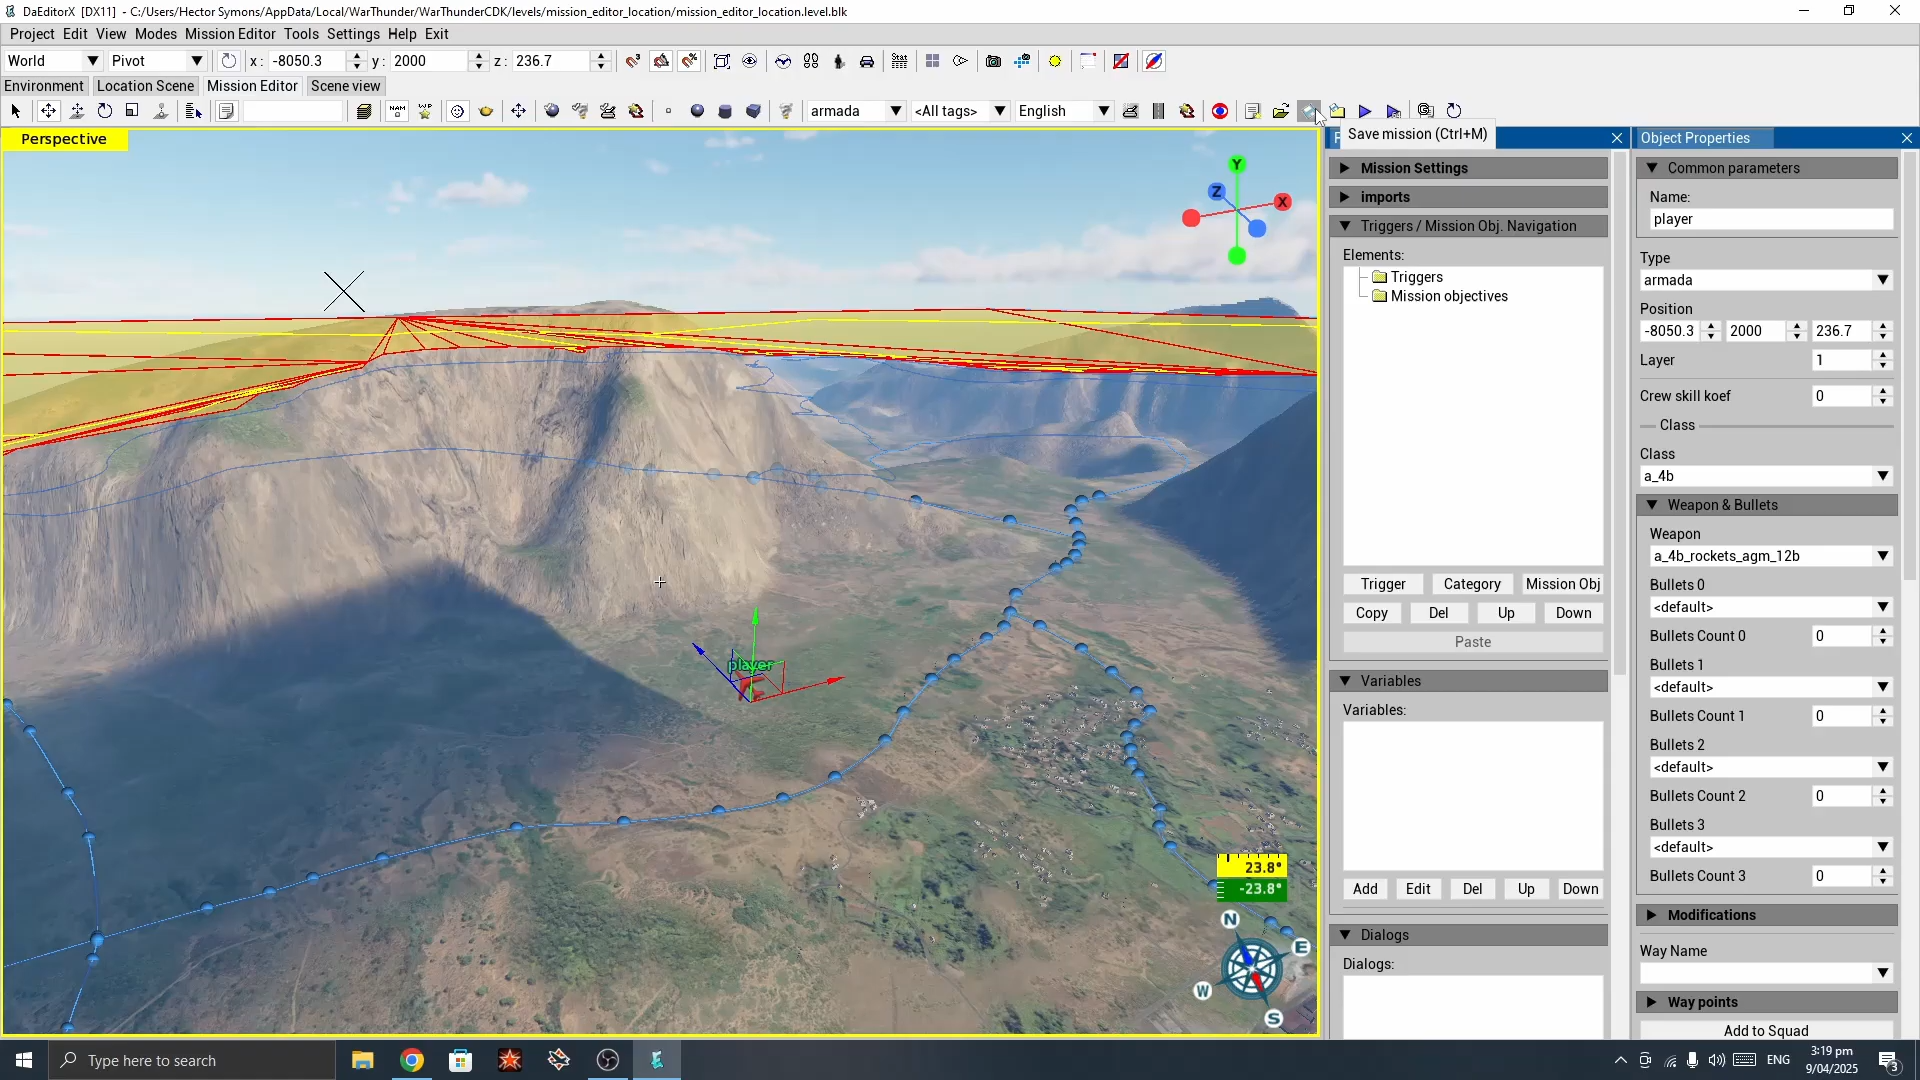 DaEditorX [DX11] - C:/Users/Hector Symons/AppData/Local/WarThunder/WarThunderCDK/levels/mission_editor_location/mission_editor_location.level.blk
Project Edit View Modes Mission Editor Tools Settings Help Exit
World Pivot x : -8050.3 y : 2000 z : 236.7 Stat
Environment Location Scene Mission Editor Scene view
NAM WP armada <All tags> English
Perspective
Save mission (Ctrl+M)
Y
Z
X
player
23.8°
-23.8°
N
E
W
S
Mission Settings
imports
Triggers / Mission Obj. Navigation
Elements:
Triggers
Mission objectives
Trigger Category Mission Obj
Copy Del Up Down
Paste
Variables
Variables:
Add Edit Del Up Down
Dialogs
Dialogs:
Object Properties
Common parameters
Name:
player
Type
armada
Position
-8050.3 2000 236.7
Layer 1
Crew skill koef 0
Class
Class
a_4b
Weapon & Bullets
Weapon
a_4b_rockets_agm_12b
Bullets 0
<default>
Bullets Count 0 0
Bullets 1
<default>
Bullets Count 1 0
Bullets 2
<default>
Bullets Count 2 0
Bullets 3
<default>
Bullets Count 3 0
Modifications
Way Name
Way points
Add to Squad
Type here to search
ENG
3:19 pm
9/04/2025
3